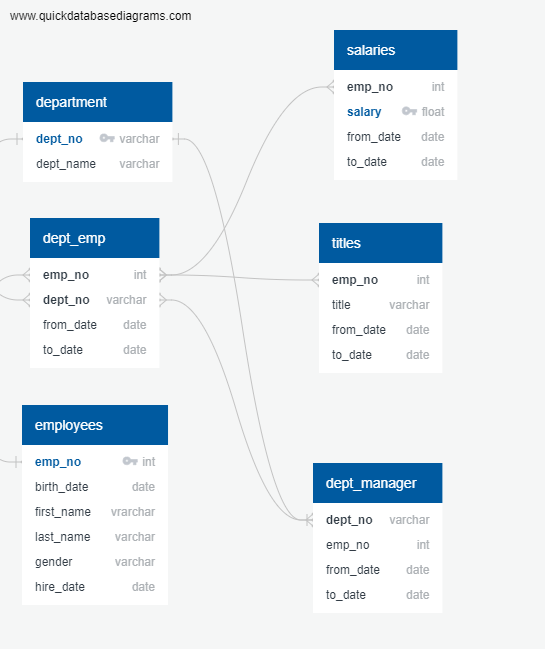 www.quickdatabasediagrams.com
department
dept_no varchar
dept_name varchar
dept_emp
emp_no int
dept_no varchar
from_date date
to_date date
employees
emp_no int
birth_date date
first_name vrarchar
last_name varchar
gender varchar
hire_date date
salaries
emp_no int
salary float
from_date date
to_date date
titles
emp_no int
title varchar
from_date date
to_date date
dept_manager
dept_no varchar
emp_no int
from_date date
to_date date